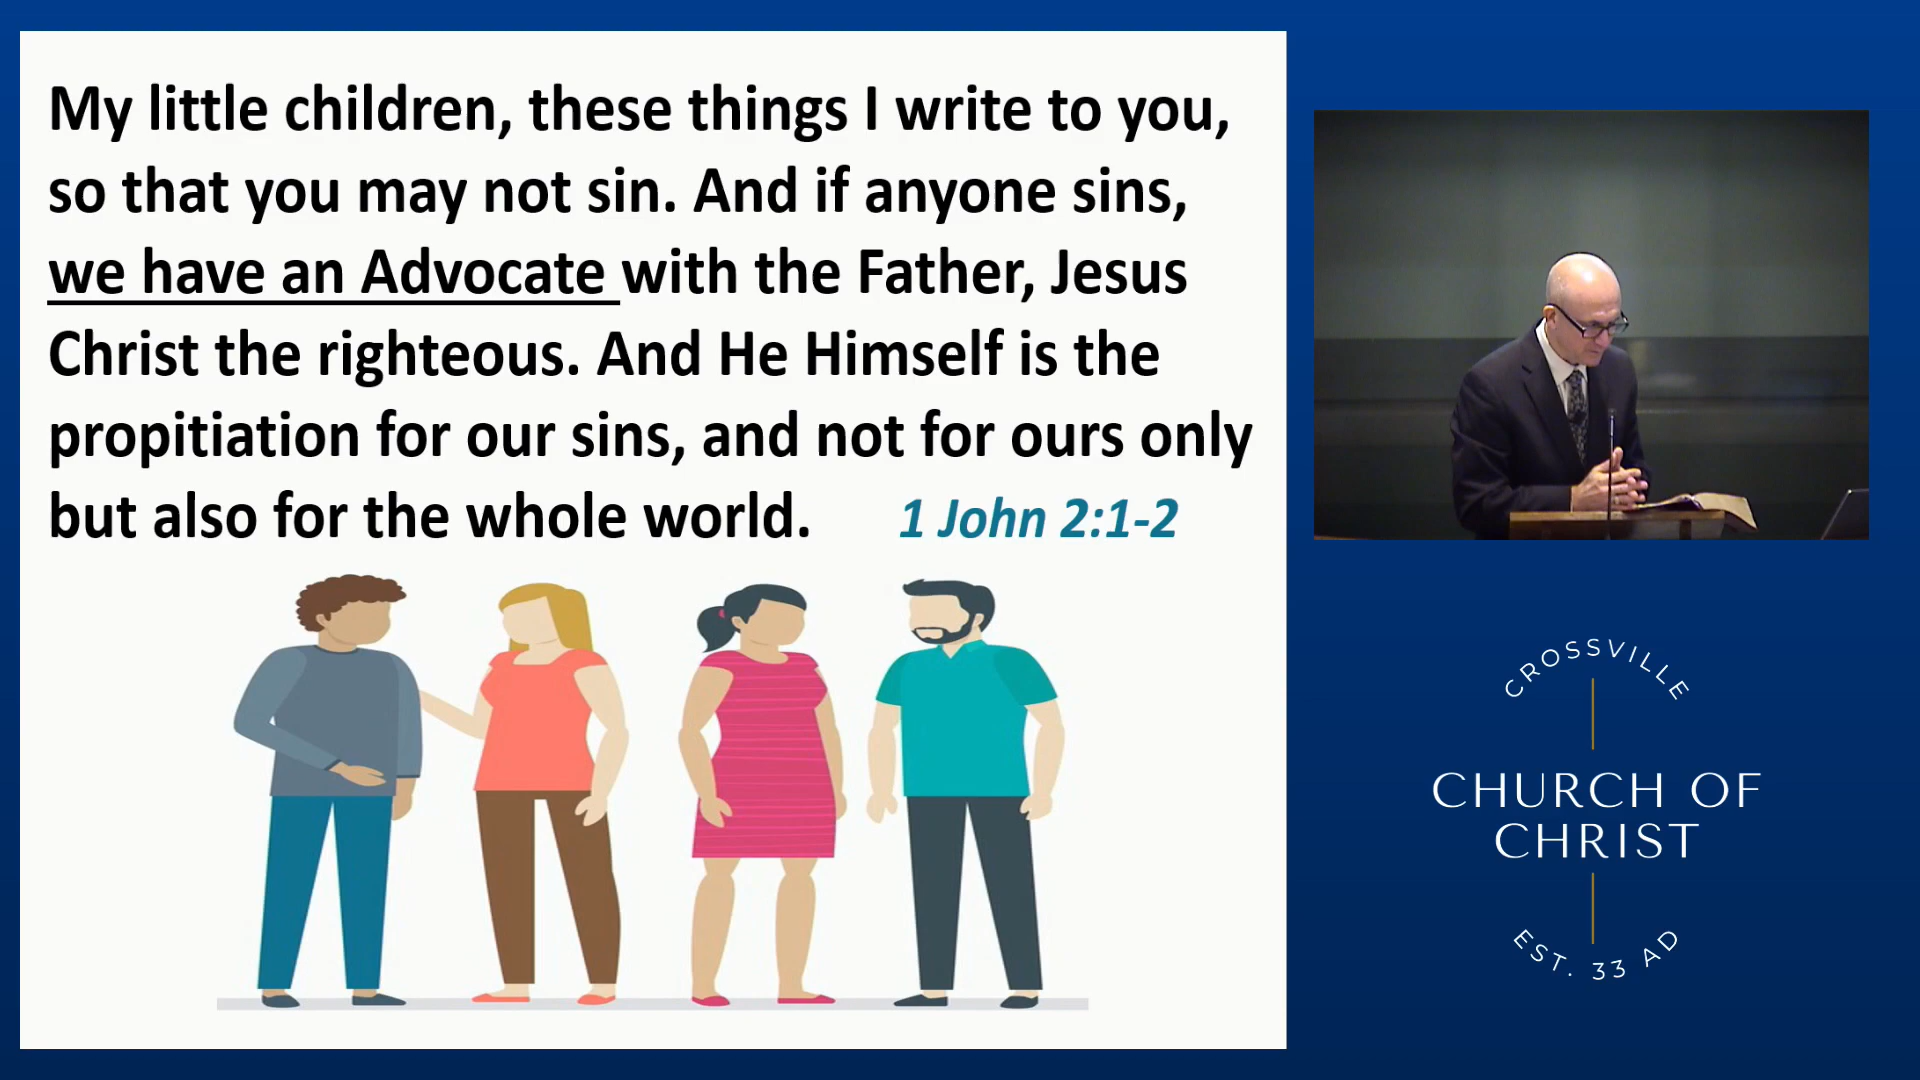 My little children, these things I write to you,
so that you may not sin. And if anyone sins,
we have an Advocate with the Father, Jesus
Christ the righteous. And He Himself is the
propitiation for our sins, and not for ours only
but also for the whole world. 1 John 2:1-2
CROSSVILLE
CHURCH OF
CHRIST
EST. 33 AD